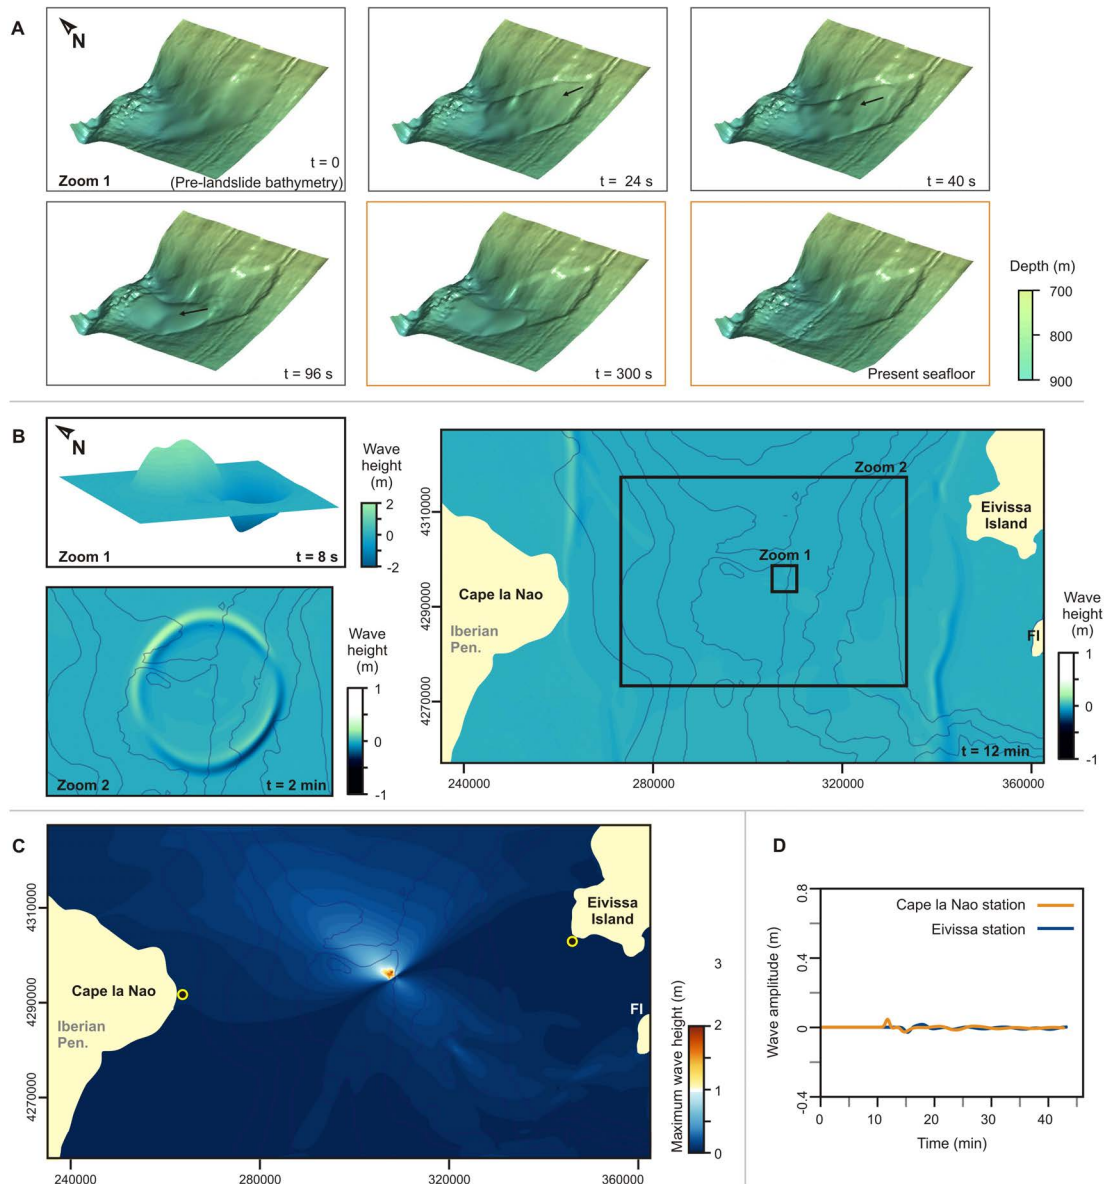 A
N
Zoom 1
t = 0
(Pre-landslide bathymetry)
t = 24 s
t = 40 s
t = 96 s
t = 300 s
Present seafloor
Depth (m)
700
800
900
B
N
Zoom 1
t = 8 s
Wave
height
(m)
2
0
-2
Zoom 2
t = 2 min
Wave
height
(m)
1
0
-1
4310000
4290000
4270000
Zoom 2
Zoom 1
Eivissa
Island
Cape la Nao
Iberian
Pen.
FI
t = 12 min
240000
280000
320000
360000
Wave
height
(m)
1
0
-1
C
4310000
4290000
4270000
Eivissa
Island
Cape la Nao
Iberian
Pen.
FI
240000
280000
320000
360000
3
Maximum wave height (m)
2
1
0
D
Cape la Nao station
Eivissa station
Wave amplitude (m)
0.8
0.4
0
-0.4
0
10
20
30
40
Time (min)